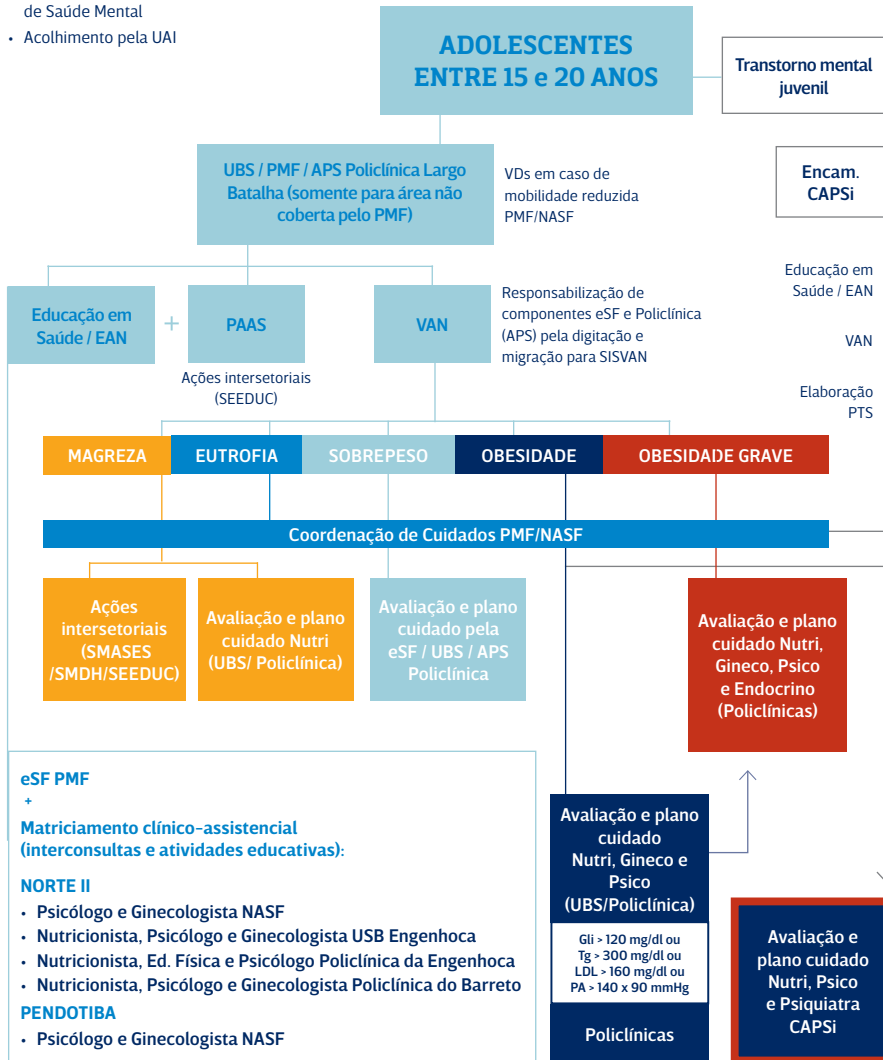 de Saúde Mental
• Acolhimento pela UAI
ADOLESCENTES
ENTRE 15 e 20 ANOS
Transtorno mental
juvenil
UBS / PMF / APS Policlínica Largo
Batalha (somente para área não
coberta pelo PMF)
VDs em caso de
mobilidade reduzida
PMF/NASF
Encam.
CAPSi
Educação em
Saúde / EAN
+
PAAS
VAN
Responsabilização de
componentes eSF e Policlínica
(APS) pela digitação e
migração para SISVAN
Educação em
Saúde / EAN
VAN
Elaboração
PTS
Ações intersetoriais
(SEEDUC)
MAGREZA
EUTROFIA
SOBREPESO
OBESIDADE
OBESIDADE GRAVE
Coordenação de Cuidados PMF/NASF
Ações
intersetoriais
(SMASES
/SMDH/SEEDUC)
Avaliação e plano
cuidado Nutri
(UBS/ Policlínica)
Avaliação e plano
cuidado pela
eSF / UBS / APS
Policlínica
Avaliação e plano
cuidado Nutri,
Gineco, Psico
e Endocrino
(Policlínicas)
eSF PMF
+
Matriciamento clínico-assistencial
(interconsultas e atividades educativas):
NORTE II
• Psicólogo e Ginecologista NASF
• Nutricionista, Psicólogo e Ginecologista USB Engenhoca
• Nutricionista, Ed. Física e Psicólogo Policlínica da Engenhoca
• Nutricionista, Psicólogo e Ginecologista Policlínica do Barreto
PENDOTIBA
• Psicólogo e Ginecologista NASF
Avaliação e plano
cuidado
Nutri, Gineco e
Psico
(UBS/Policlínica)
Gli > 120 mg/dl ou
Tg > 300 mg/dl ou
LDL > 160 mg/dl ou
PA > 140 x 90 mmHg
Policlínicas
Avaliação e
plano cuidado
Nutri, Psico
e Psiquiatra
CAPSi